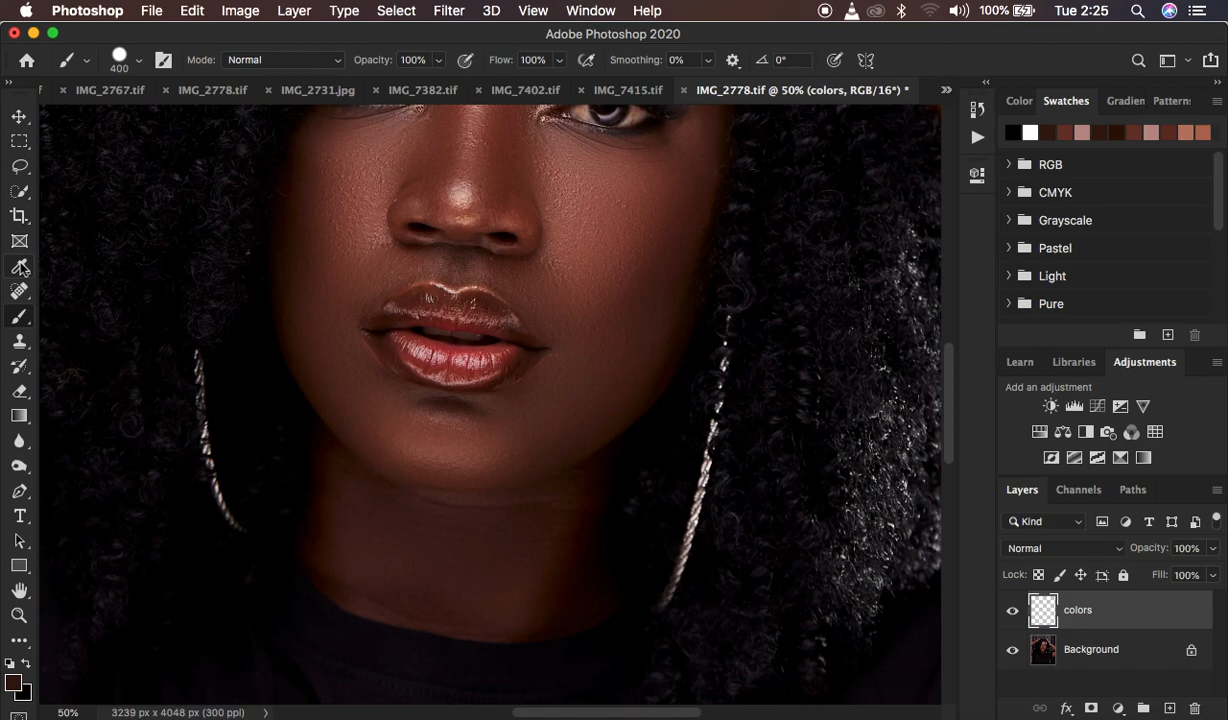 Photoshop File Edit Image Layer Type Select Filter 3D View Window Help 100% Tue 2:25
Adobe Photoshop 2020
400 Mode: Normal Opacity: 100% Flow: 100% Smoothing: 0% 0°
f × IMG_2767.tif × IMG_2778.tif × IMG_2731.jpg × IMG_7382.tif × IMG_7402.tif × IMG_7415.tif × IMG_2778.tif @ 50% (colors, RGB/16*) *
Color Swatches Gradien Pattern
RGB
CMYK
Grayscale
Pastel
Light
Pure
Learn Libraries Adjustments
Add an adjustment
Layers Channels Paths
Kind
Normal Opacity: 100%
Lock: Fill: 100%
colors
Background
50% 3239 px x 4048 px (300 ppi)